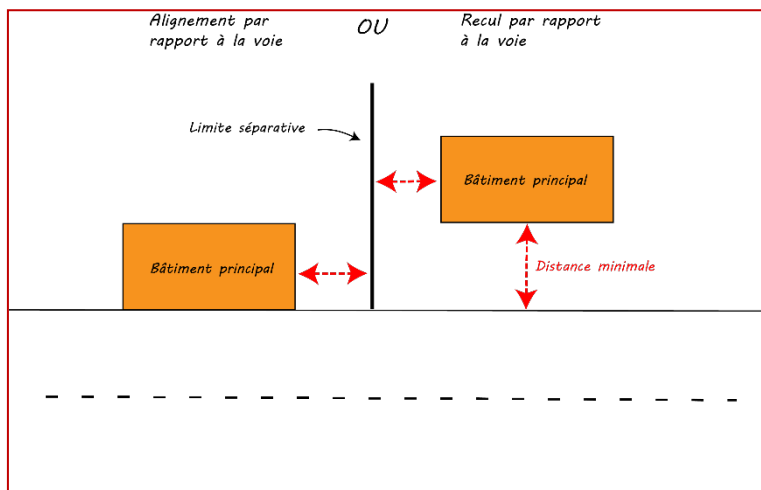 Alignement par
rapport à la voie
OU
Recul par rapport
à la voie
Limite séparative
Bâtiment principal
Bâtiment principal
Distance minimale